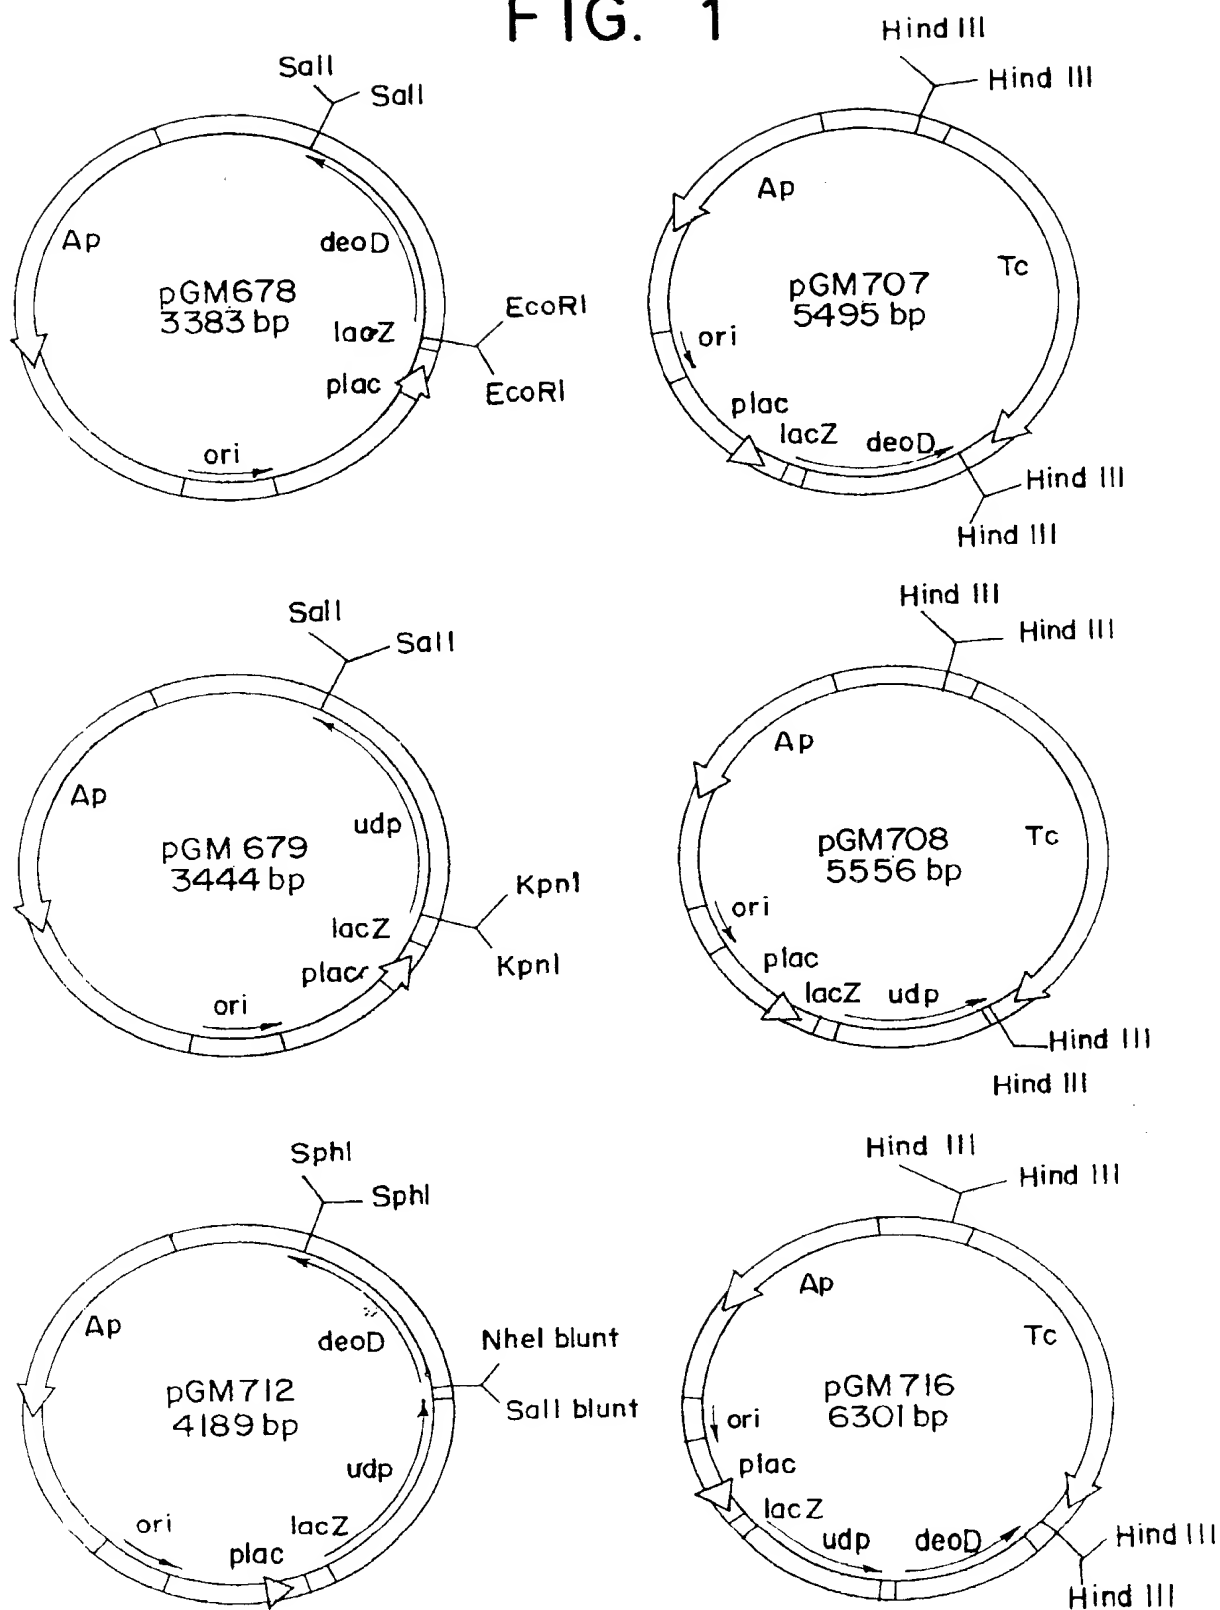 FIG. 1
SalI
SalI
Ap
deoD
pGM678
3383 bp
lacZ
plac
EcoRI
EcoRI
ori
Hind III
Hind III
Ap
Tc
pGM707
5495 bp
ori
plac
lacZ
deoD
Hind III
Hind III
SalI
SalI
Ap
udp
pGM 679
3444 bp
KpnI
KpnI
lacZ
plac
ori
Hind III
Hind III
Ap
Tc
pGM708
5556 bp
ori
plac
lacZ
udp
Hind III
Hind III
SphI
SphI
Ap
deoD
NheI blunt
SalI blunt
pGM712
4189 bp
udp
ori
lacZ
plac
Hind III
Hind III
Ap
Tc
pGM 716
6301 bp
ori
plac
lacZ
udp
deoD
Hind III
Hind III